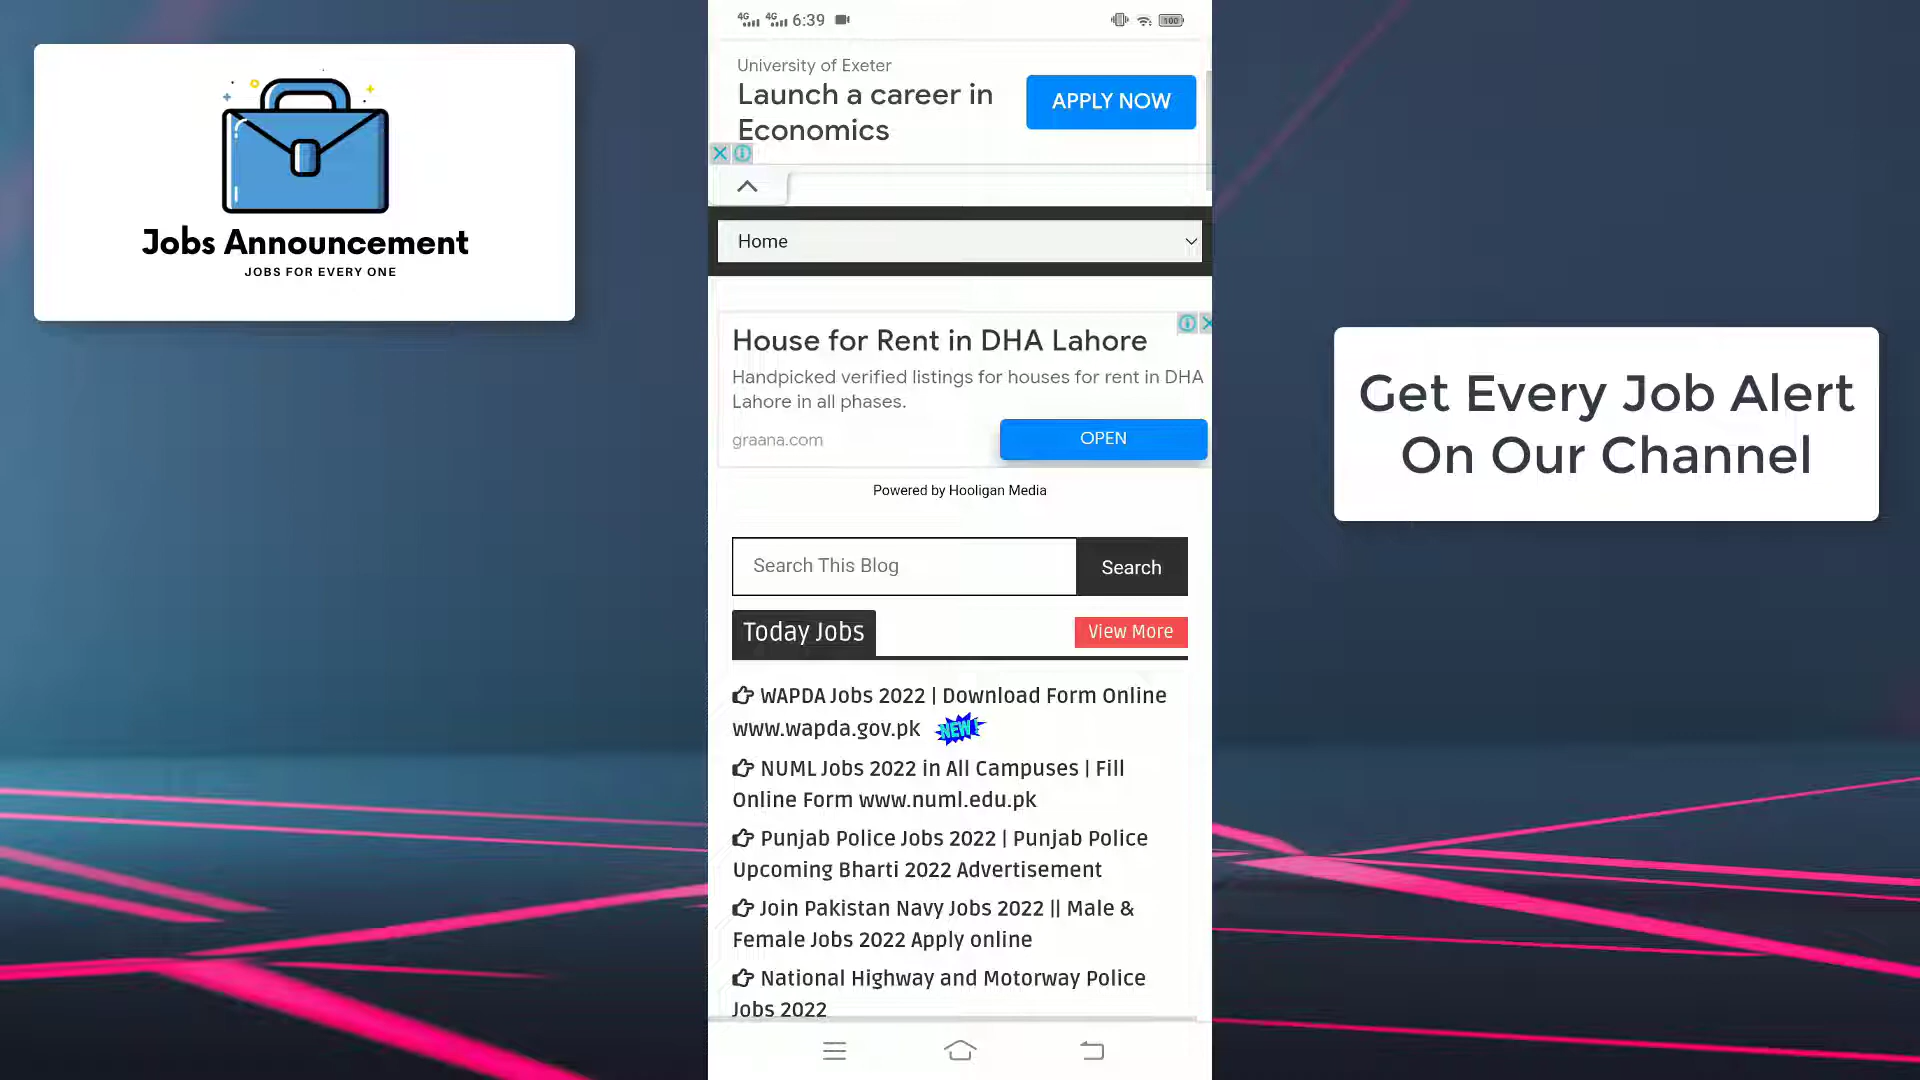 Jobs Announcement
JOBS FOR EVERY ONE
4G 4G 6:39
100
University of Exeter
Launch a career in
Economics
APPLY NOW
Home
House for Rent in DHA Lahore
Handpicked verified listings for houses for rent in DHA
Lahore in all phases.
graana.com
OPEN
Powered by Hooligan Media
Search This Blog
Search
Today Jobs
View More
WAPDA Jobs 2022 | Download Form Online
www.wapda.gov.pk NEW!
NUML Jobs 2022 in All Campuses | Fill
Online Form www.numl.edu.pk
Punjab Police Jobs 2022 | Punjab Police
Upcoming Bharti 2022 Advertisement
Join Pakistan Navy Jobs 2022 || Male &
Female Jobs 2022 Apply online
National Highway and Motorway Police
Jobs 2022
Get Every Job Alert
On Our Channel